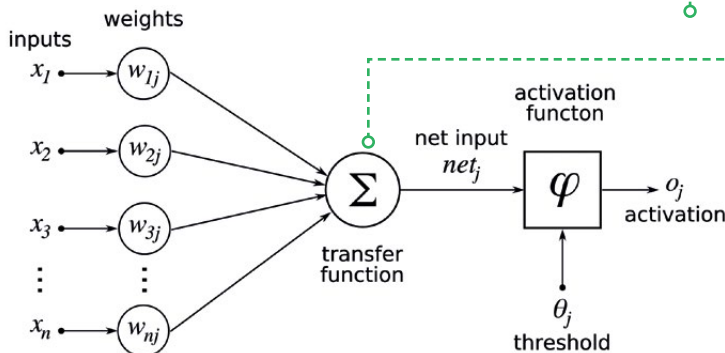 weights
inputs
x₁
w₁ⱼ
x₂
w₂ⱼ
x₃
w₃ⱼ
⋮
⋮
xₙ
wₙⱼ
Σ
transfer
function
net input
netⱼ
activation
functon
φ
oⱼ
activation
θⱼ
threshold